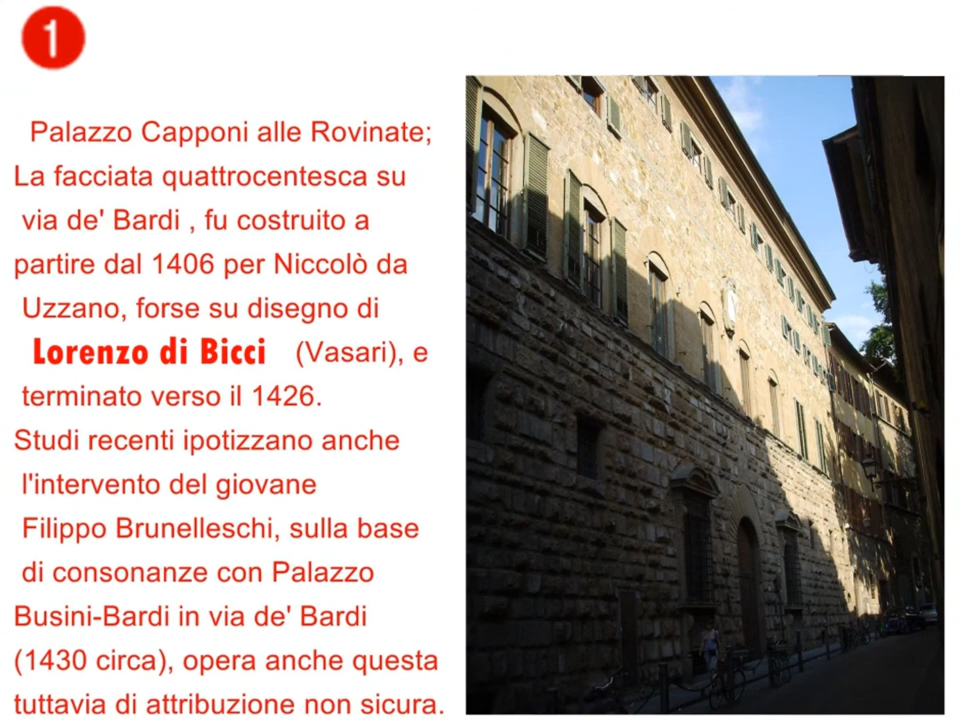 1
Palazzo Capponi alle Rovinate;
La facciata quattrocentesca su
via de' Bardi , fu costruito a
partire dal 1406 per Niccolò da
Uzzano, forse su disegno di
Lorenzo di Bicci (Vasari), e
terminato verso il 1426.
Studi recenti ipotizzano anche
l'intervento del giovane
Filippo Brunelleschi, sulla base
di consonanze con Palazzo
Busini-Bardi in via de' Bardi
(1430 circa), opera anche questa
tuttavia di attribuzione non sicura.